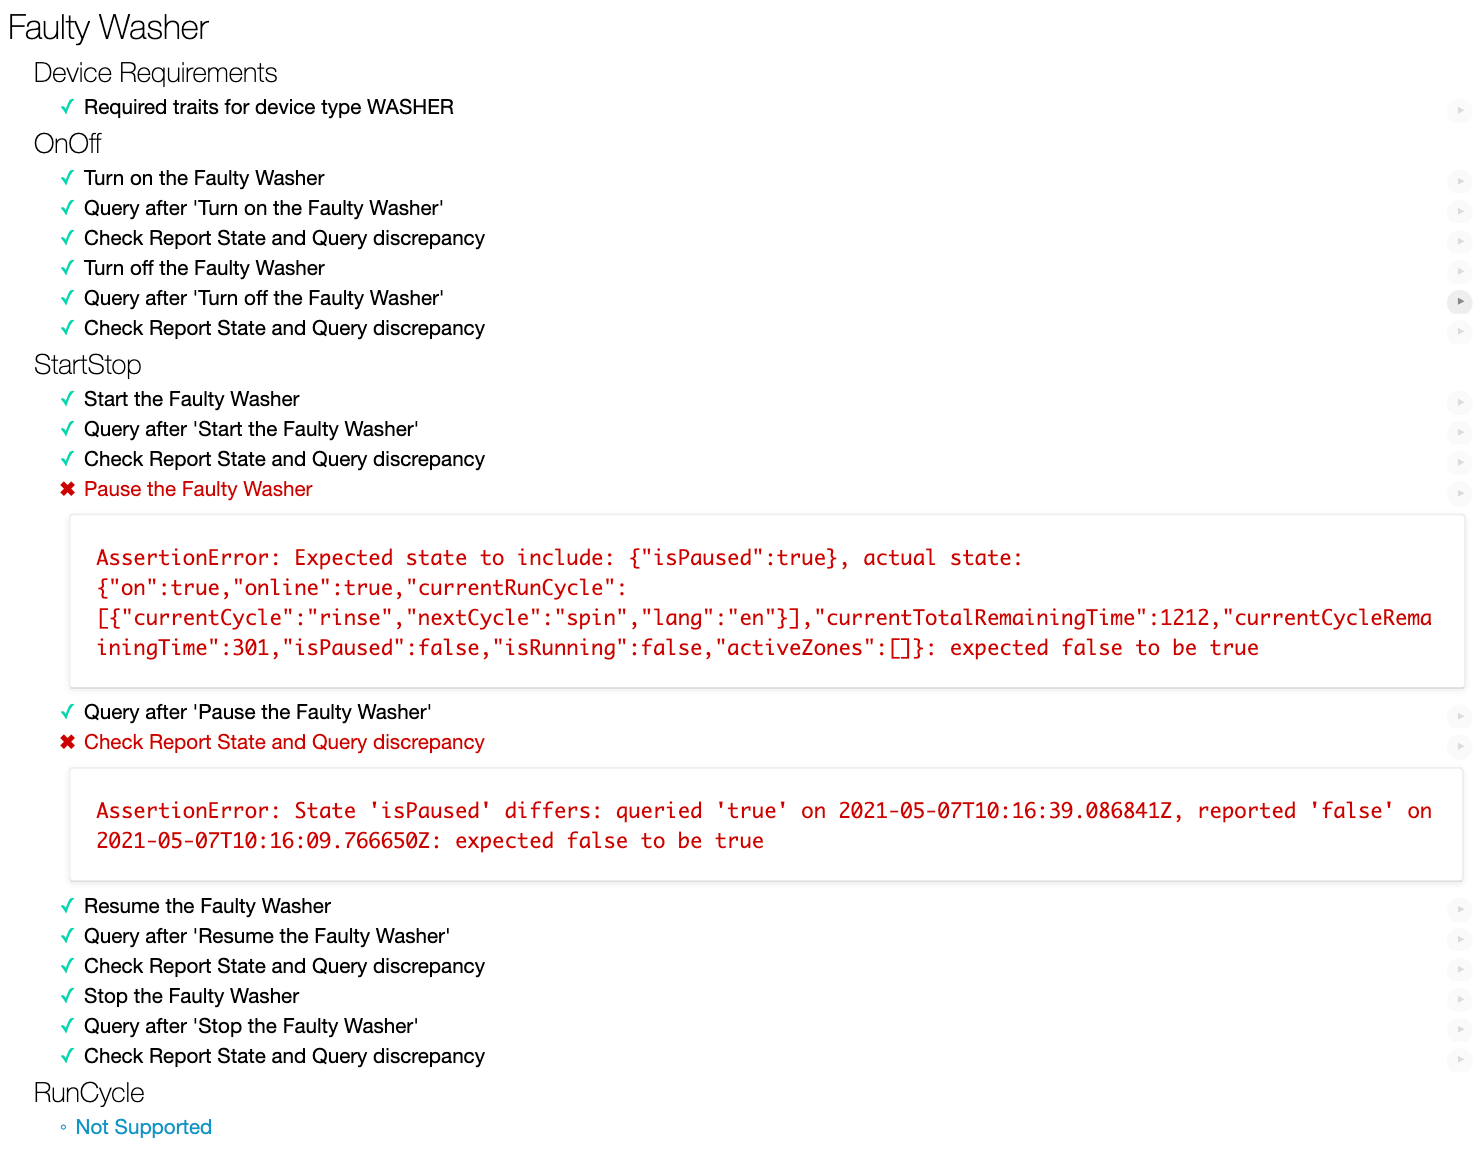 Faulty Washer
Device Requirements
✓ Required traits for device type WASHER
OnOff
✓ Turn on the Faulty Washer
✓ Query after 'Turn on the Faulty Washer'
✓ Check Report State and Query discrepancy
✓ Turn off the Faulty Washer
✓ Query after 'Turn off the Faulty Washer'
✓ Check Report State and Query discrepancy
StartStop
✓ Start the Faulty Washer
✓ Query after 'Start the Faulty Washer'
✓ Check Report State and Query discrepancy
✖ Pause the Faulty Washer
AssertionError: Expected state to include: {"isPaused":true}, actual state:
{"on":true,"online":true,"currentRunCycle":
[{"currentCycle":"rinse","nextCycle":"spin","lang":"en"}],"currentTotalRemainingTime":1212,"currentCycleRema
iningTime":301,"isPaused":false,"isRunning":false,"activeZones":[]}: expected false to be true
✓ Query after 'Pause the Faulty Washer'
✖ Check Report State and Query discrepancy
AssertionError: State 'isPaused' differs: queried 'true' on 2021-05-07T10:16:39.086841Z, reported 'false' on
2021-05-07T10:16:09.766650Z: expected false to be true
✓ Resume the Faulty Washer
✓ Query after 'Resume the Faulty Washer'
✓ Check Report State and Query discrepancy
✓ Stop the Faulty Washer
✓ Query after 'Stop the Faulty Washer'
✓ Check Report State and Query discrepancy
RunCycle
◦ Not Supported